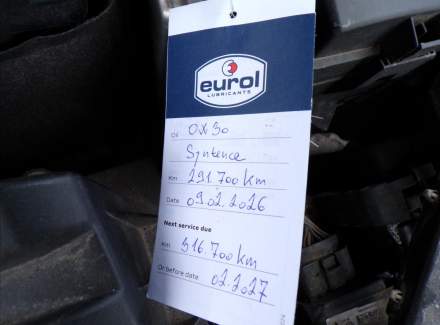 eurol
LUBRICANTS
Oil 0W30
Syntence
Km 291.700 km
Date 09.02.2026
Next service due
Km 316.700 km
Or before date 02.2027